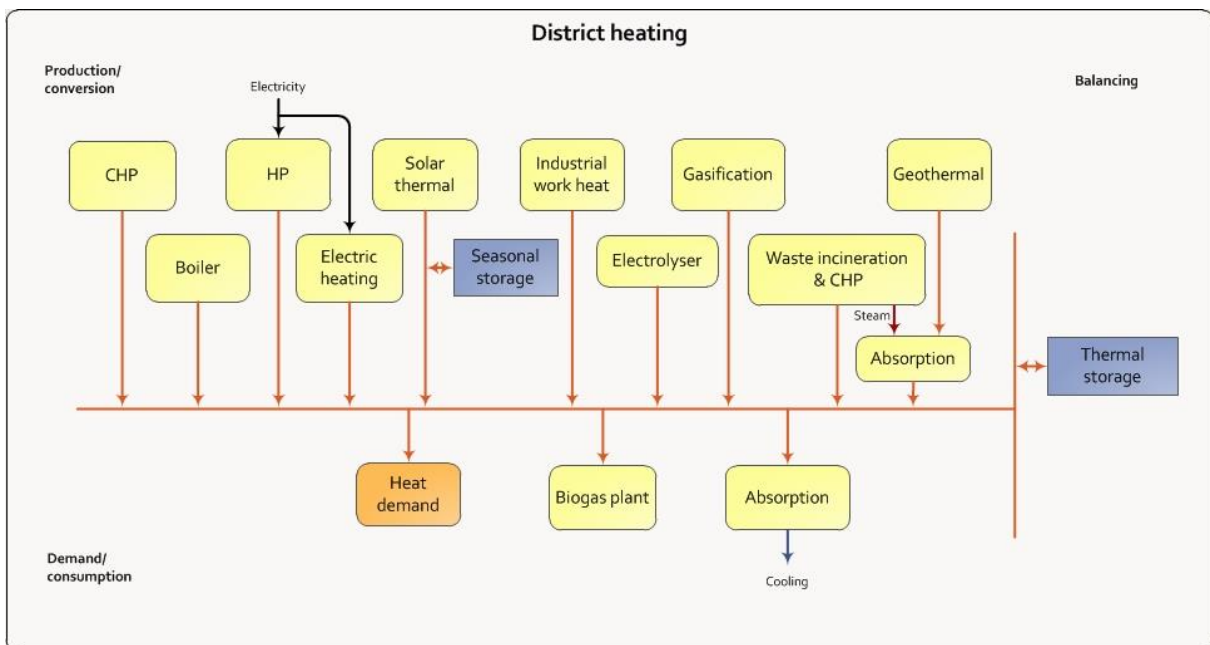 District heating
Production/
conversion
Balancing
Electricity
CHP
HP
Solar
thermal
Industrial
work heat
Gasification
Geothermal
Boiler
Electric
heating
Seasonal
storage
Electrolyser
Waste incineration
& CHP
Steam
Absorption
Thermal
storage
Heat
demand
Biogas plant
Absorption
Demand/
consumption
Cooling